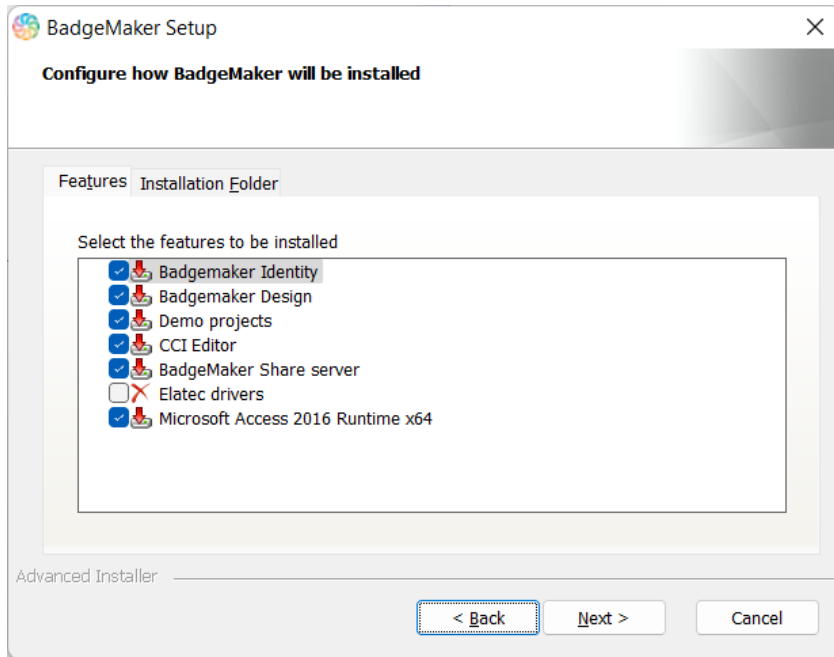 BadgeMaker Setup
Configure how BadgeMaker will be installed
Features Installation Folder
Select the features to be installed
Badgemaker Identity
Badgemaker Design
Demo projects
CCI Editor
BadgeMaker Share server
Elatec drivers
Microsoft Access 2016 Runtime x64
Advanced Installer
< Back Next > Cancel